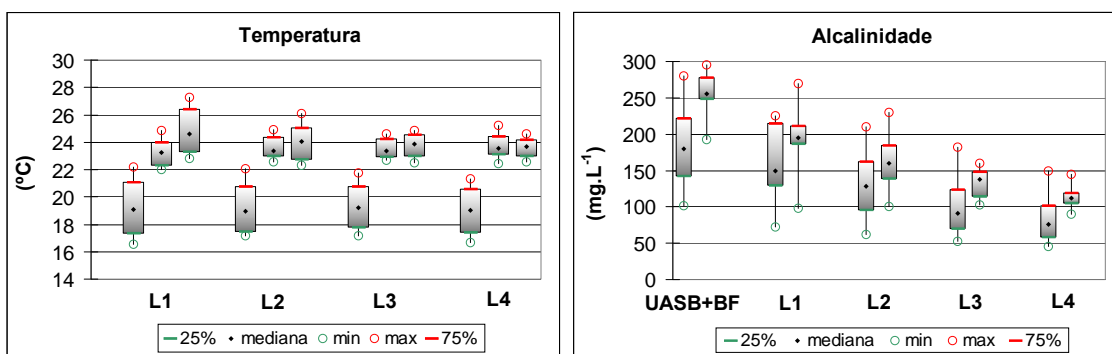 Temperatura
(ºC)
30
28
26
24
22
20
18
16
14
L1 L2 L3 L4
25% mediana min max 75%
Alcalinidade
(mg.L-1)
300
250
200
150
100
50
0
UASB+BF L1 L2 L3 L4
25% mediana min max 75%